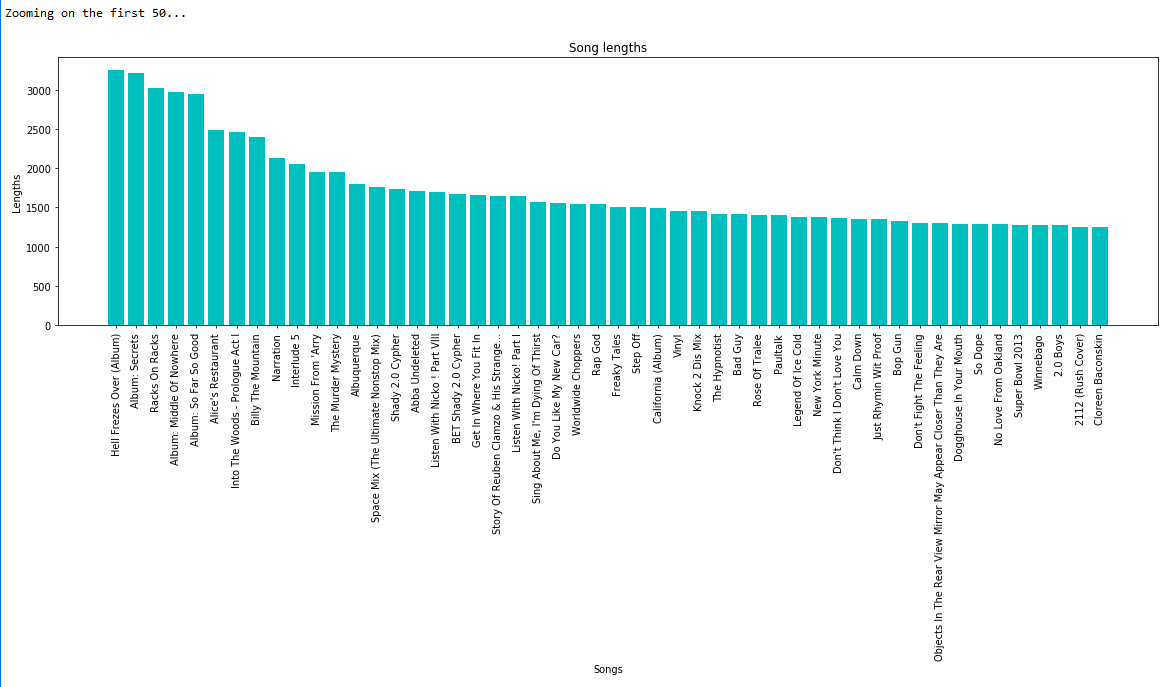 Zooming on the first 50...
Song lengths
Lengths
3000
2500
2000
1500
1000
500
0
Hell Frezes Over (Album)
Album: Secrets
Racks On Racks
Album: Middle Of Nowhere
Album: So Far So Good
Alice's Restaurant
Into The Woods - Prologue Act I
Billy The Mountain
Narration
Interlude 5
Mission From 'Arry
The Murder Mystery
Albuquerque
Space Mix (The Ultimate Nonstop Mix)
Shady 2.0 Cypher
Abba Undeleted
Listen With Nicko ! Part VIII
BET Shady 2.0 Cypher
Get In Where You Fit In
Story Of Reuben Clamzo & His Strange...
Listen With Nicko! Part I
Sing About Me, I'm Dying Of Thirst
Do You Like My New Car?
Worldwide Choppers
Rap God
Freaky Tales
Step Off
California (Album)
Vinyl
Knock 2 Dis Mix
The Hypnotist
Bad Guy
Rose Of Tralee
Paultalk
Legend Of Ice Cold
New York Minute
Don't Think I Don't Love You
Calm Down
Just Rhymin Wit Proof
Bop Gun
Don't Fight The Feeling
Objects In The Rear View Mirror May Appear Closer Than They Are
Dogghouse In Your Mouth
So Dope
No Love From Oakland
Super Bowl 2013
Winnebago
2.0 Boys
2112 (Rush Cover)
Cloreen Baconskin
Songs